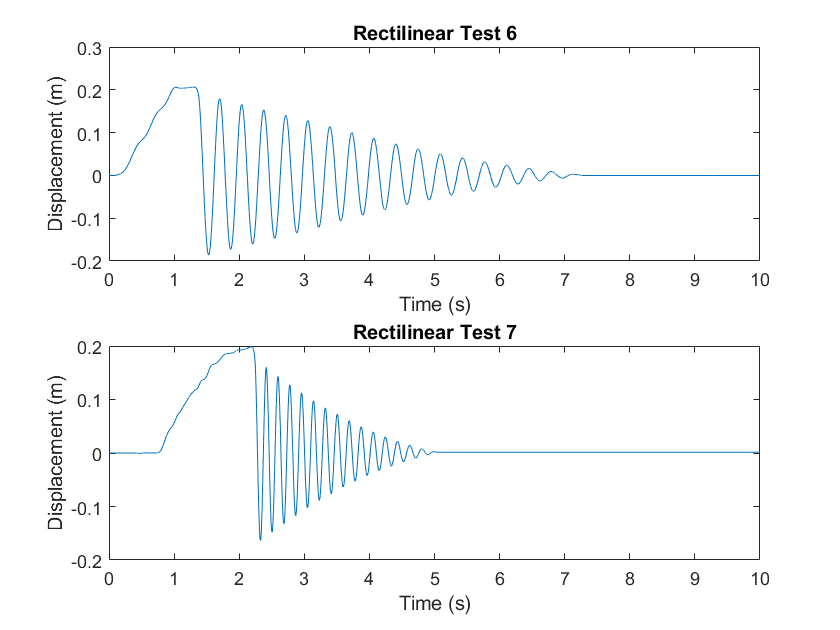 Rectilinear Test 6
0.3
0.2
0.1
0
-0.1
-0.2
Displacement (m)
0 1 2 3 4 5 6 7 8 9 10
Time (s)
Rectilinear Test 7
0.2
0.1
0
-0.1
-0.2
Displacement (m)
0 1 2 3 4 5 6 7 8 9 10
Time (s)